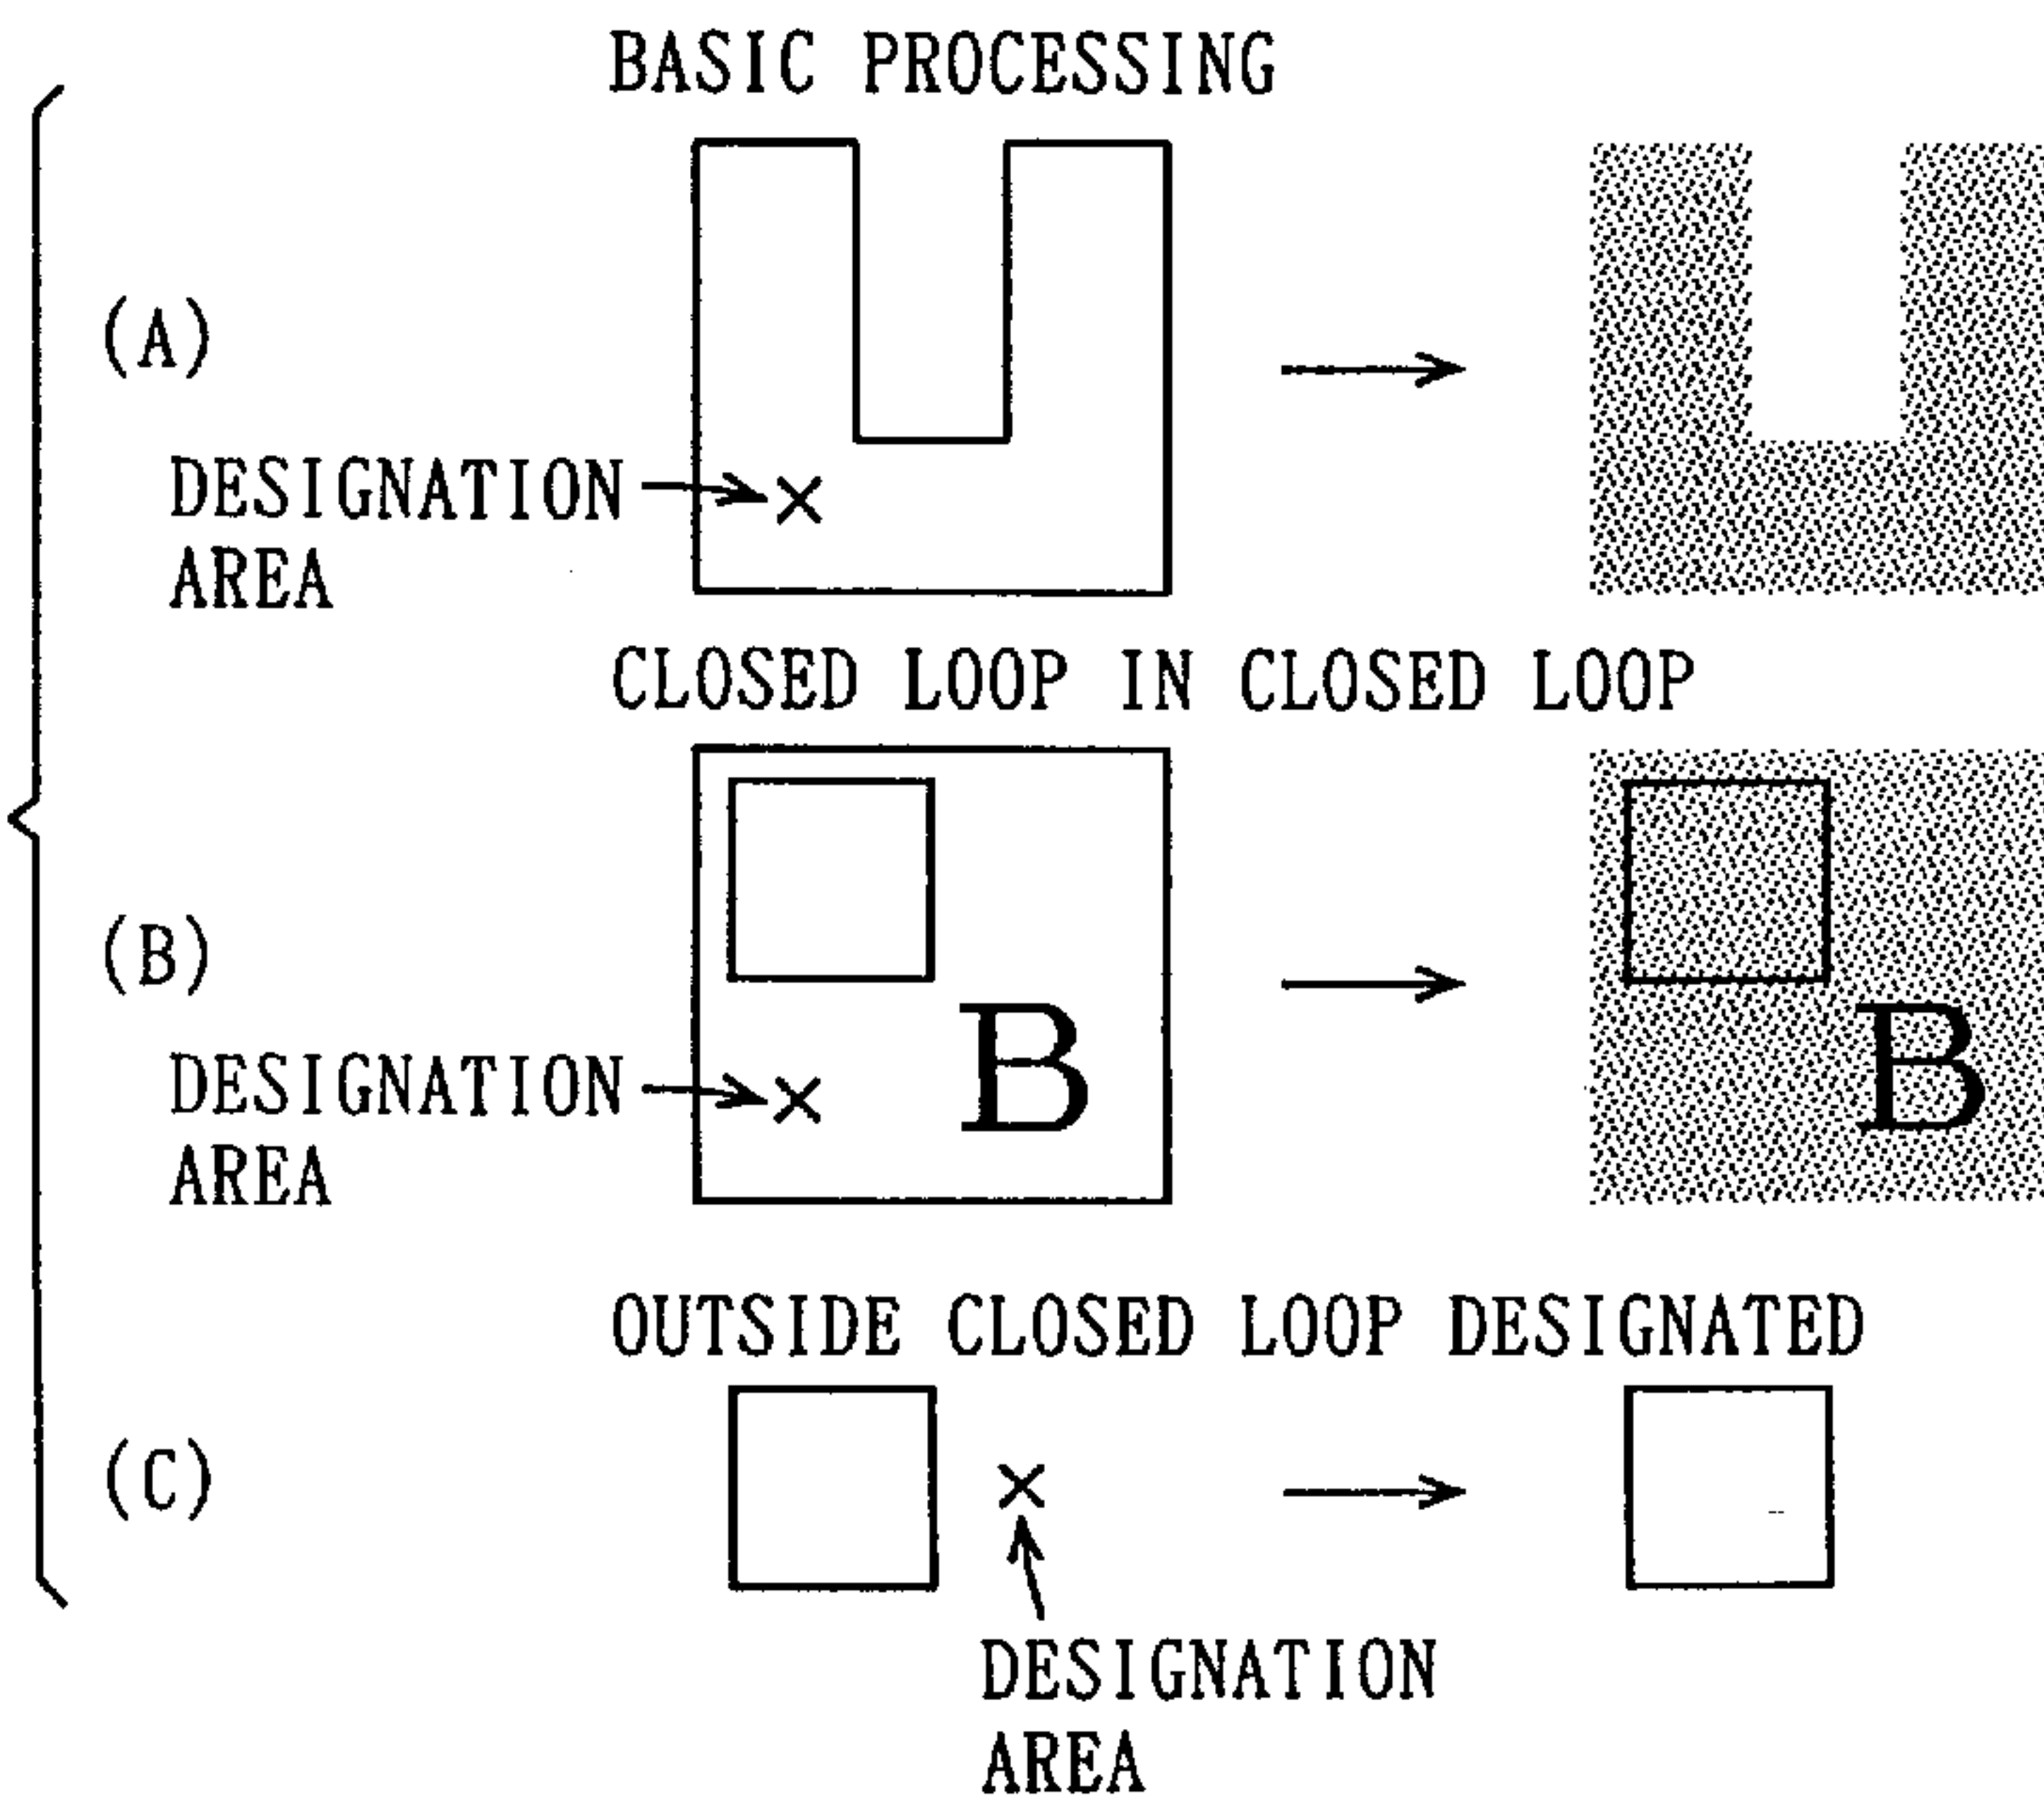 BASIC PROCESSING
(A)
DESIGNATION
AREA
CLOSED LOOP IN CLOSED LOOP
(B)
B
B
DESIGNATION
AREA
OUTSIDE CLOSED LOOP DESIGNATED
(C)
DESIGNATION
AREA